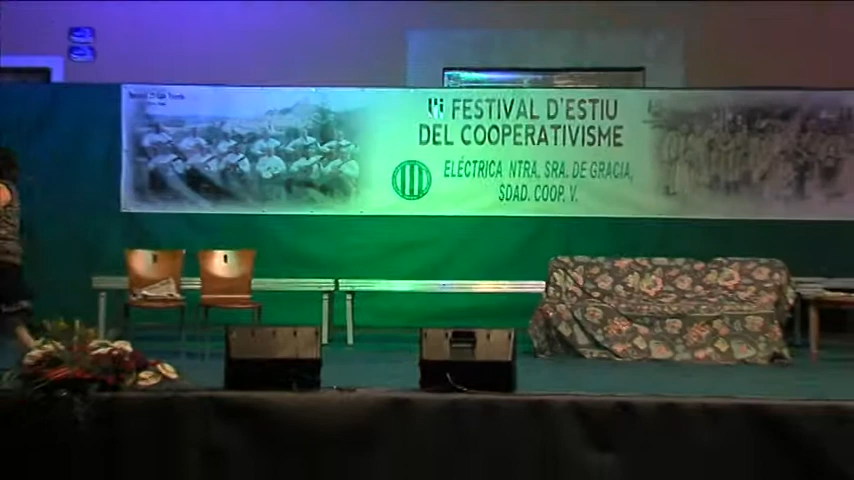 FESTIVAL D'ESTIU
DEL COOPERATIVISME
ELÉCTRICA NTRA. SRA. DE GRACIA,
SDAD. COOP. V.